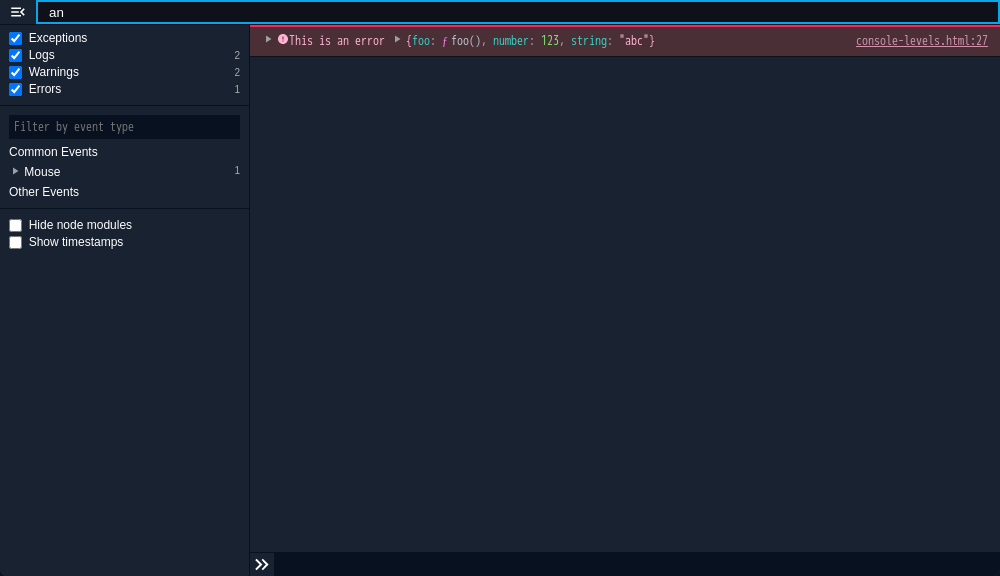 an
Exceptions
Logs 2
Warnings 2
Errors 1
Filter by event type
Common Events
Mouse 1
Other Events
Hide node modules
Show timestamps
This is an error {foo: ƒ foo(), number: 123, string: "abc"} console-levels.html:27